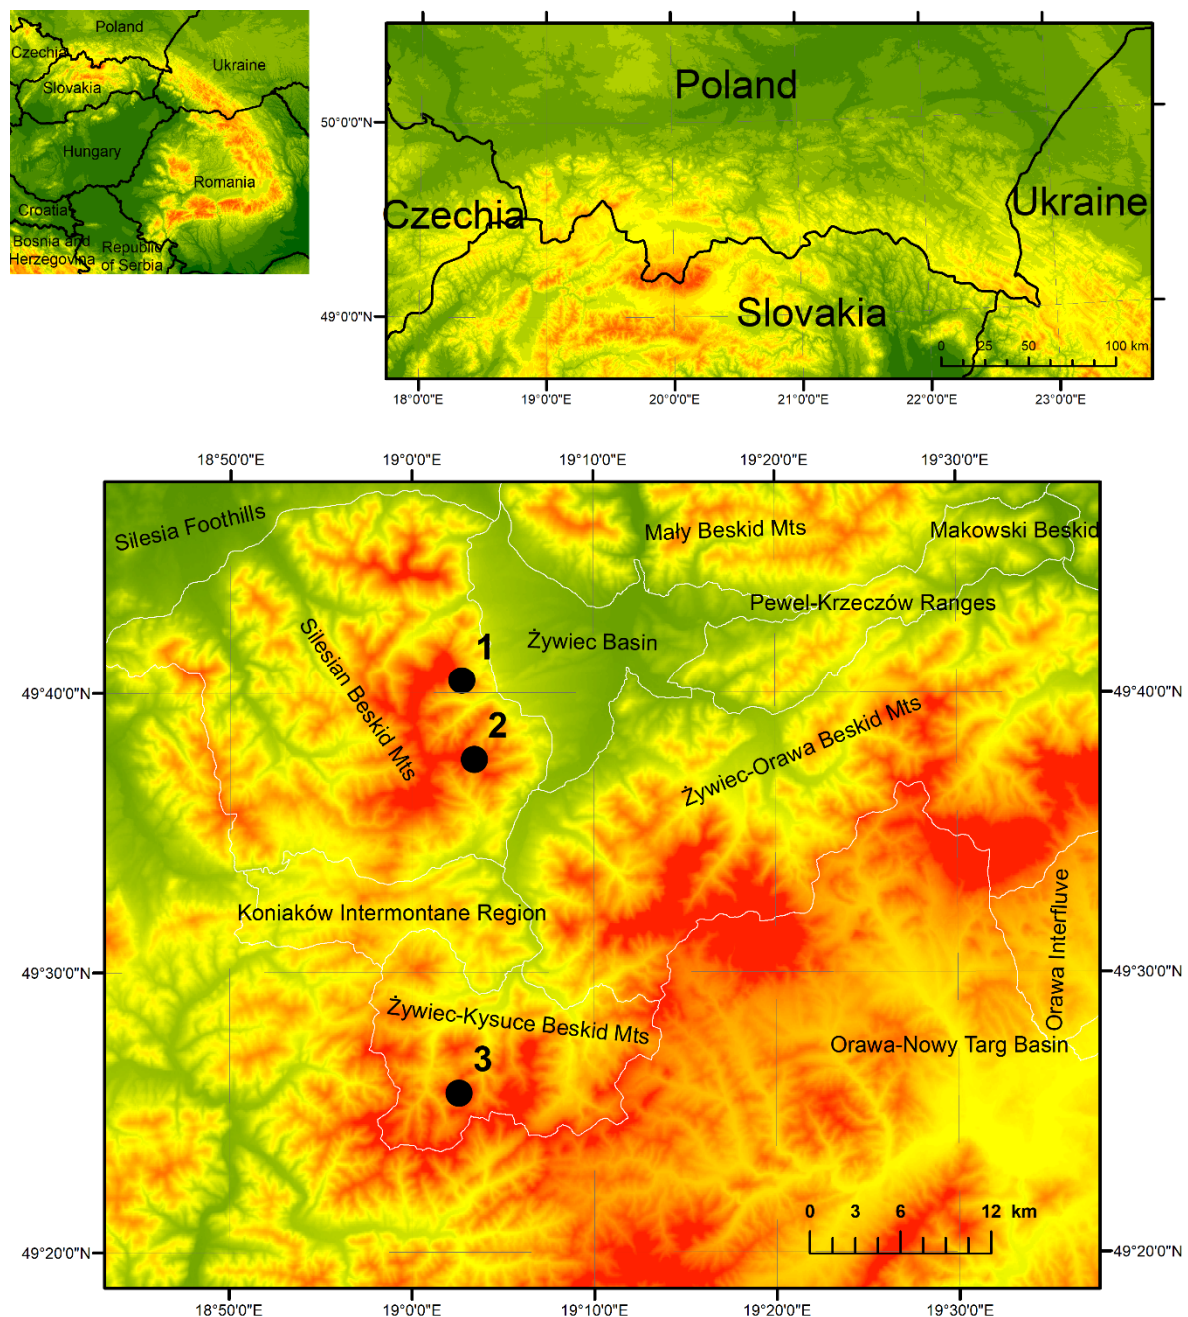 Poland
Czechia
Ukraine
Slovakia
Hungary
Romania
Croatia
Bosnia and
Herzegovina
Republic
of Serbia
Poland
50°0'0"N
Czechia
Ukraine
49°0'0"N
Slovakia
0 25 50 100 km
18°0'0"E 19°0'0"E 20°0'0"E 21°0'0"E 22°0'0"E 23°0'0"E
18°50'0"E 19°0'0"E 19°10'0"E 19°20'0"E 19°30'0"E
Silesia Foothills
Mały Beskid Mts
Makowski Beskid
Pewel-Krzeczów Ranges
Żywiec Basin
1
Silesian Beskid Mts
49°40'0"N 49°40'0"N
2
Żywiec-Orawa Beskid Mts
Koniaków Intermontane Region
Orawa Interfluve
49°30'0"N 49°30'0"N
Żywiec-Kysuce Beskid Mts
Orawa-Nowy Targ Basin
3
0 3 6 12 km
49°20'0"N 49°20'0"N
18°50'0"E 19°0'0"E 19°10'0"E 19°20'0"E 19°30'0"E